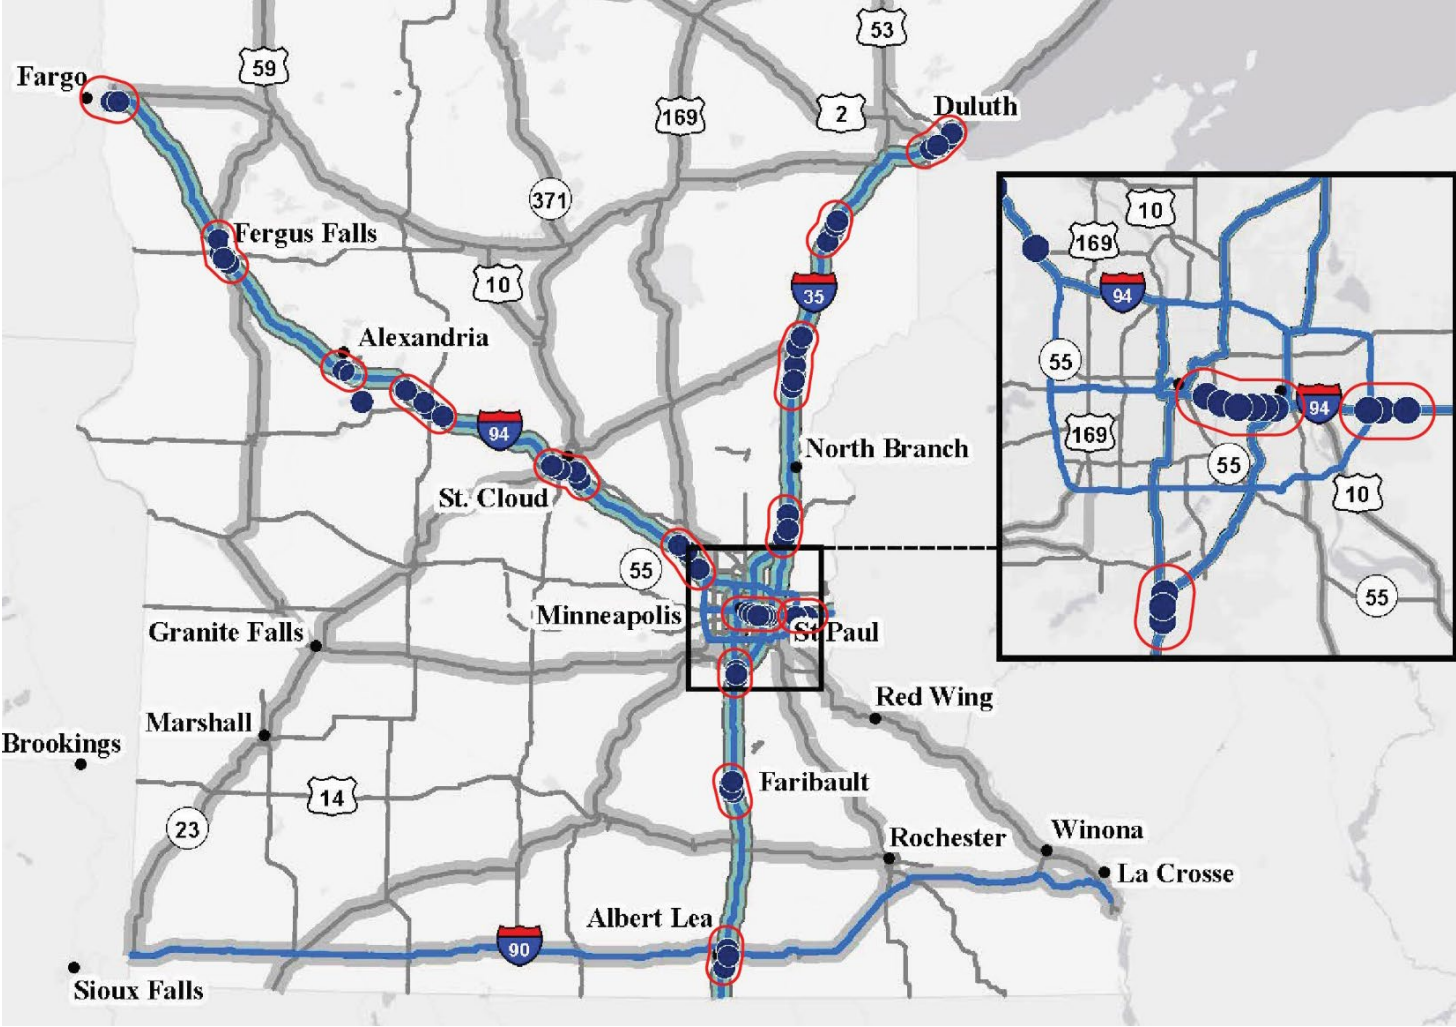 53
59
Fargo
169
2
Duluth
371
Fergus Falls
10
35
Alexandria
94
North Branch
St. Cloud
55
Minneapolis
St Paul
Granite Falls
Red Wing
Marshall
Brookings
Faribault
14
23
Rochester
Winona
La Crosse
Albert Lea
90
Sioux Falls
10
169
94
55
94
169
55
10
55